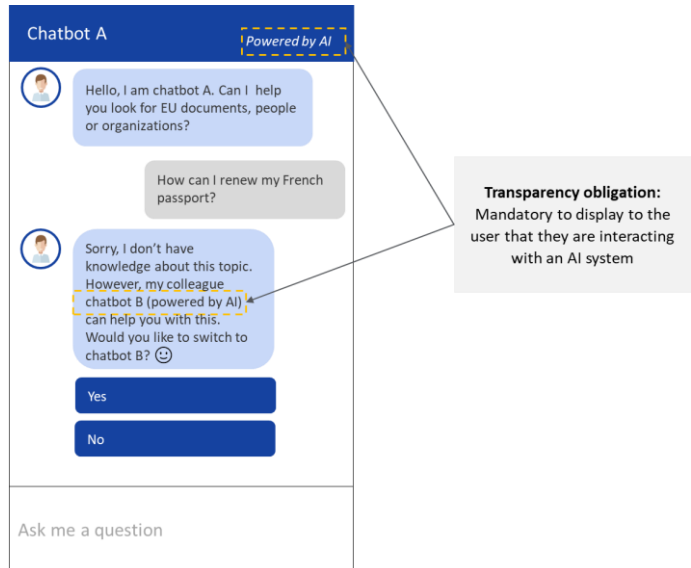 Chatbot A
Powered by AI
Hello, I am chatbot A. Can I help
you look for EU documents, people
or organizations?
How can I renew my French
passport?
Sorry, I don't have
knowledge about this topic.
However, my colleague
chatbot B (powered by AI)
can help you with this.
Would you like to switch to
chatbot B?
Yes
No
Ask me a question
Transparency obligation:
Mandatory to display to the
user that they are interacting
with an AI system